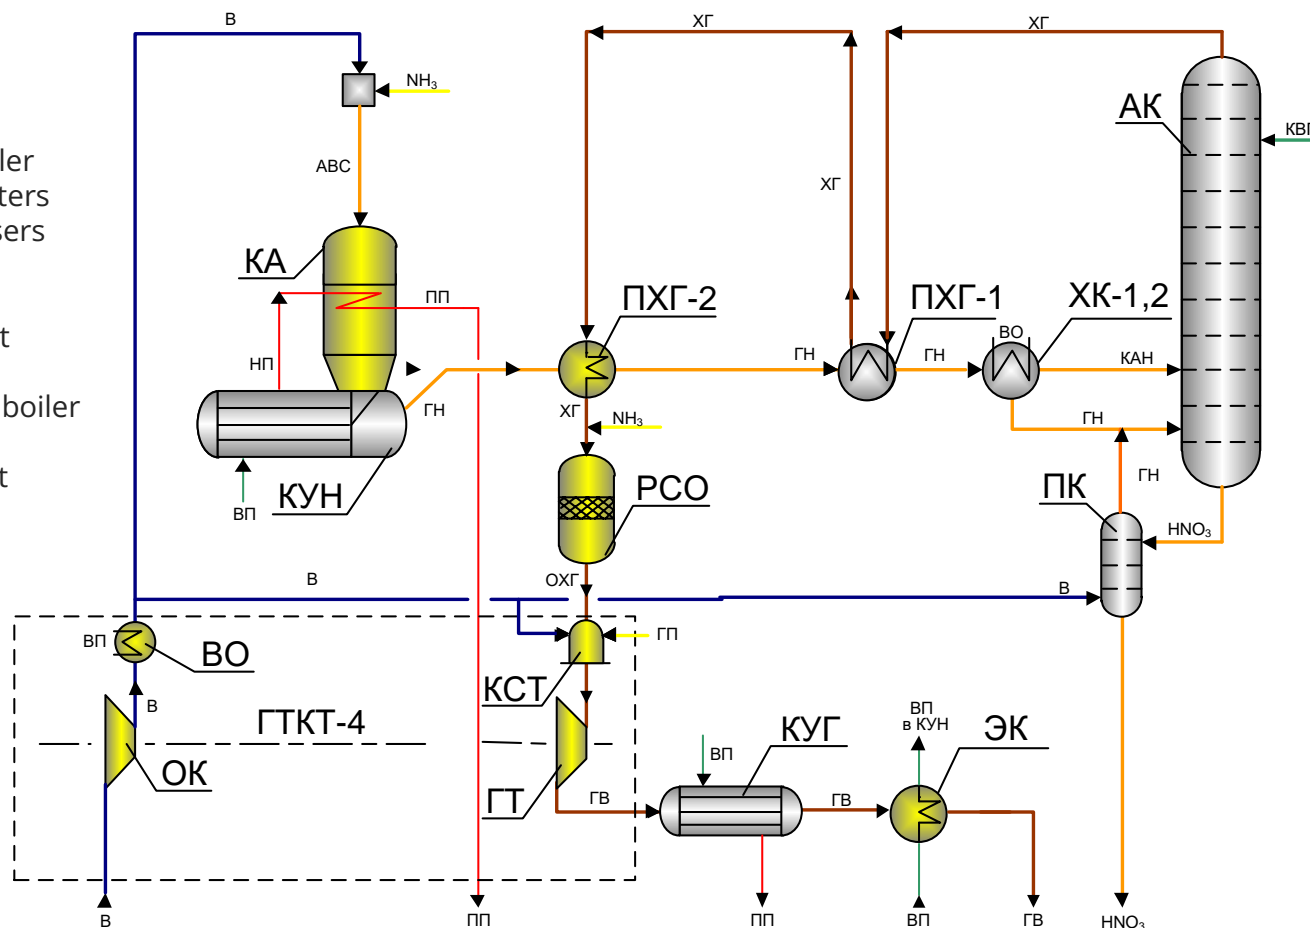 В
ХГ
ХГ
NH₃
АК
КВГ
ler
АВС
ters
ХГ
sers
КА
ПП
ПХГ-2
ПХГ-1
ХК-1,2
t
ВО
НП
ГН
ГН
КАН
boiler
ГН
ХГ
NH₃
ГН
t
КУН
РСО
ПК
ГН
ВП
HNO₃
В
ОХГ
В
ВП
ВО
ГП
КСТ
В
ГТКТ-4
ВП
в КУН
КУГ
ЭК
ОК
ВП
ГТ
ГВ
ГВ
В
ПП
ПП
ВП
ГВ
HNO₃